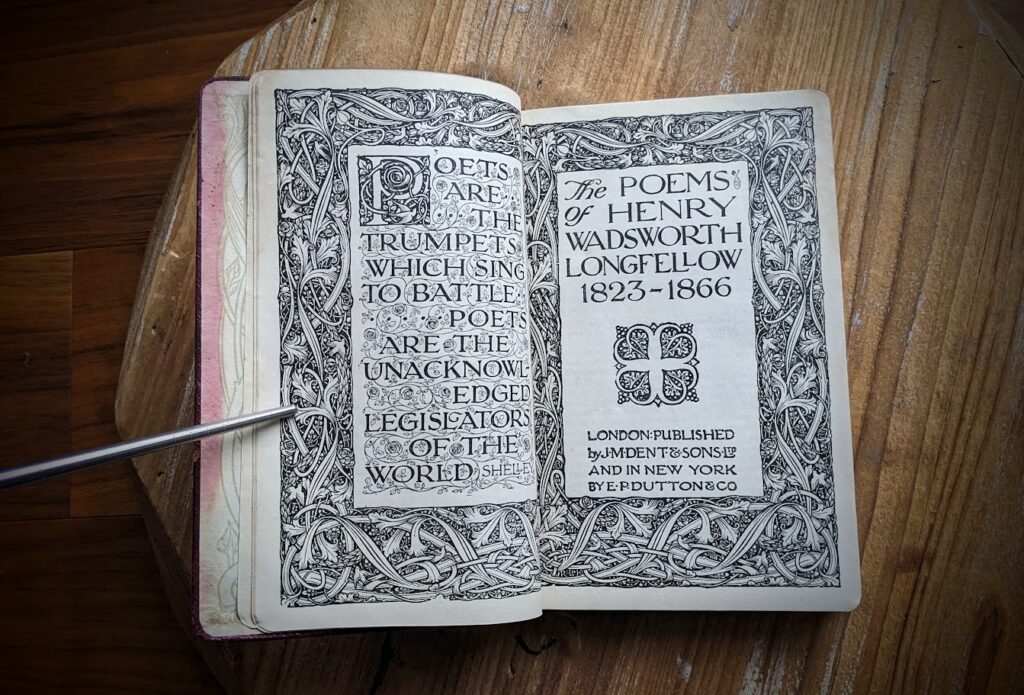 POETS
ARE
THE
TRUMPETS
WHICH SING
TO BATTLE
POETS
ARE THE
UNACKNOWL-
EDGED
LEGISLATORS
OF THE
WORLD SHELLEY
The POEMS
OF HENRY
WADSWORTH
LONGFELLOW
1823-1866
LONDON: PUBLISHED
by J·M·DENT & SONS·LTD
AND IN NEW YORK
BY E·P·DUTTON & CO